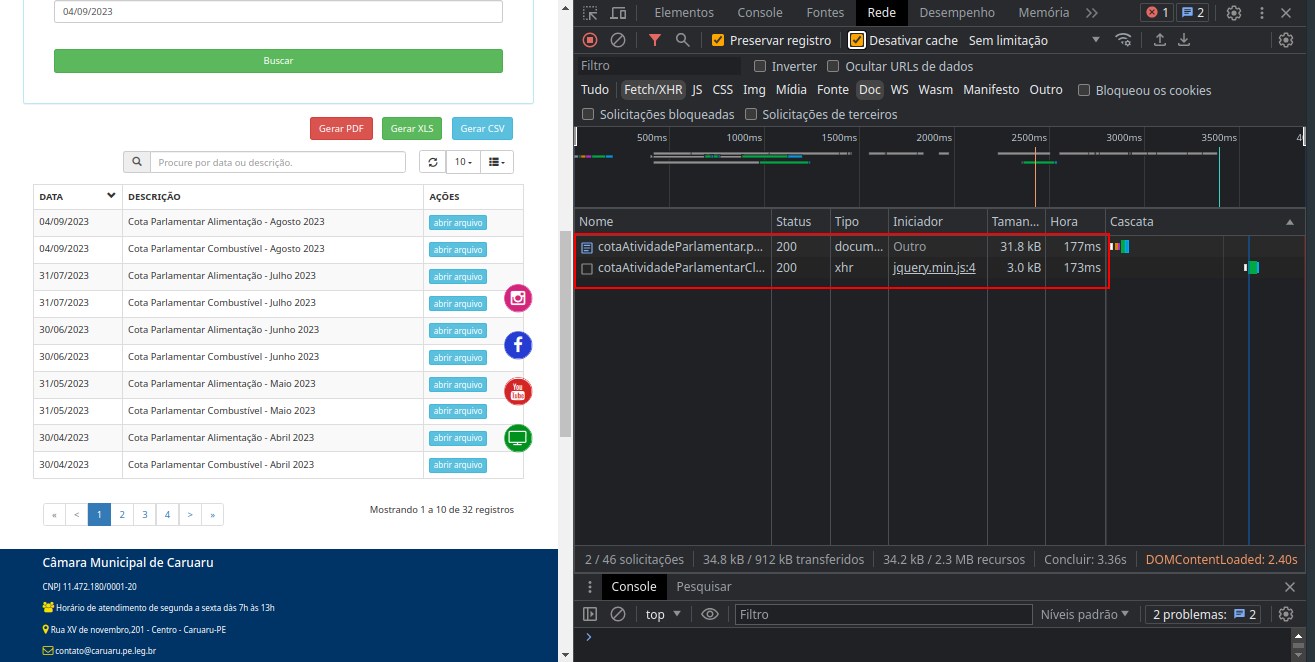 04/09/2023
Buscar
Gerar PDF Gerar XLS Gerar CSV
Procure por data ou descrição. 10
DATA DESCRIÇÃO AÇÕES
04/09/2023 Cota Parlamentar Alimentação - Agosto 2023 abrir arquivo
04/09/2023 Cota Parlamentar Combustível - Agosto 2023 abrir arquivo
31/07/2023 Cota Parlamentar Alimentação - Julho 2023 abrir arquivo
31/07/2023 Cota Parlamentar Combustível - Julho 2023 abrir arquivo
30/06/2023 Cota Parlamentar Alimentação - Junho 2023 abrir arquivo
30/06/2023 Cota Parlamentar Combustível - Junho 2023 abrir arquivo
31/05/2023 Cota Parlamentar Alimentação - Maio 2023 abrir arquivo
You Tube
31/05/2023 Cota Parlamentar Combustível - Maio 2023 abrir arquivo
30/04/2023 Cota Parlamentar Alimentação - Abril 2023 abrir arquivo
30/04/2023 Cota Parlamentar Combustível - Abril 2023 abrir arquivo
« < 1 2 3 4 > » Mostrando 1 a 10 de 32 registros
Câmara Municipal de Caruaru
CNPJ 11.472.180/0001-20
Horário de atendimento de segunda a sexta dàs 7h às 13h
Rua XV de novembro,201 - Centro - Caruaru-PE
contato@caruaru.pe.leg.br
Elementos Console Fontes Rede Desempenho Memória 1 2
Preservar registro Desativar cache Sem limitação
Filtro Inverter Ocultar URLs de dados
Tudo Fetch/XHR JS CSS Img Mídia Fonte Doc WS Wasm Manifesto Outro Bloqueou os cookies
Solicitações bloqueadas Solicitações de terceiros
500ms 1000ms 1500ms 2000ms 2500ms 3000ms 3500ms 4
Nome Status Tipo Iniciador Taman... Hora Cascata
cotaAtividadeParlamentar.p... 200 docum... Outro 31.8 kB 177ms
cotaAtividadeParlamentarCl... 200 xhr jquery.min.js:4 3.0 kB 173ms
2 / 46 solicitações 34.8 kB / 912 kB transferidos 34.2 kB / 2.3 MB recursos Concluir: 3.36s DOMContentLoaded: 2.40s
Console Pesquisar
top Filtro Níveis padrão 2 problemas: 2